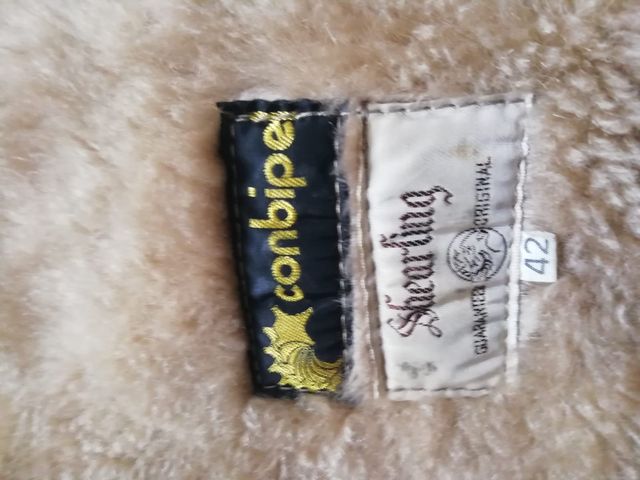 conbipel
Shearling
GUARANTEED ORIGINAL
42